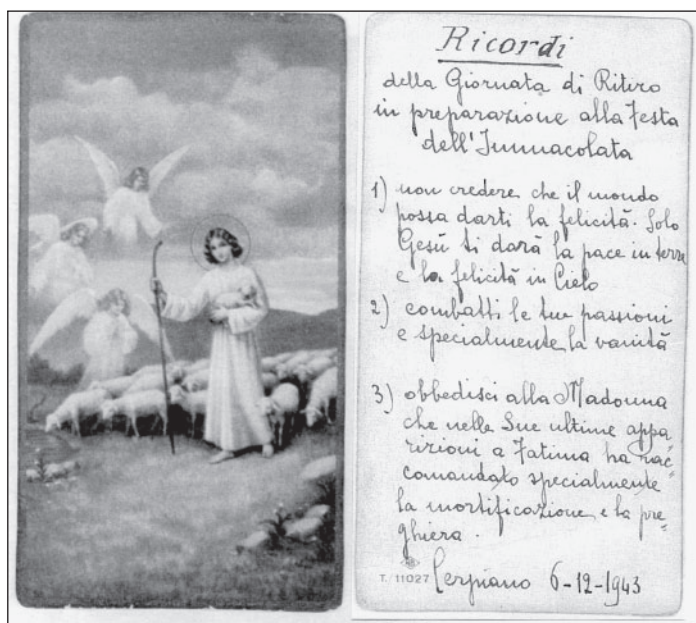 Ricordi
della Giornata di Ritiro
in preparazione alla Festa
dell'Immacolata
1) non credere che il mondo
possa darti la felicità. Solo
Gesù ti darà la pace in terra
e la felicità in Cielo
2) combatti le tue passioni
e specialmente la vanità
3) obbedisci alla Madonna
che nelle Sue ultime appa-
rizioni a Fatima ha rac-
comandato specialmente
la mortificazione e la pre-
ghiera.
T. 11027 Cerpiano 6-12-1943